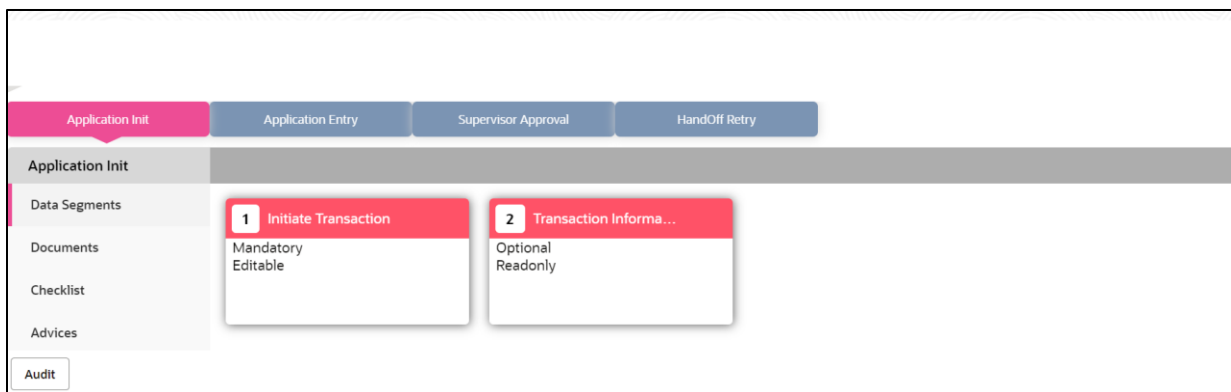 Application Init
Application Entry
Supervisor Approval
HandOff Retry
Application Init
Data Segments
1 Initiate Transaction
2 Transaction Informa...
Mandatory
Editable
Optional
Readonly
Documents
Checklist
Advices
Audit